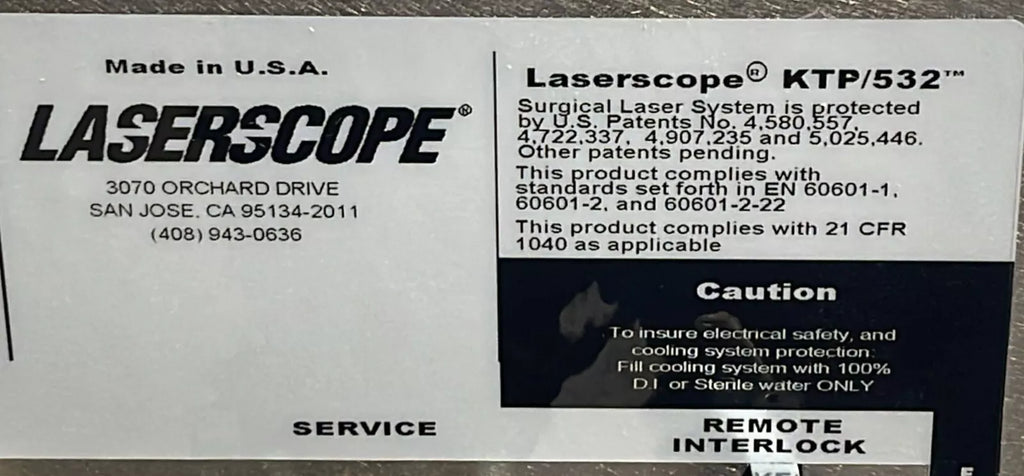 Made in U.S.A.
LASERSCOPE®
3070 ORCHARD DRIVE
SAN JOSE, CA 95134-2011
(408) 943-0636
SERVICE
Laserscope® KTP/532™
Surgical Laser System is protected
by U.S. Patents No. 4,580,557,
4,722,337, 4,907,235 and 5,025,446.
Other patents pending.
This product complies with
standards set forth in EN 60601-1,
60601-2, and 60601-2-22
This product complies with 21 CFR
1040 as applicable
Caution
To insure electrical safety, and
cooling system protection:
Fill cooling system with 100%
D.I. or Sterile water ONLY
REMOTE
INTERLOCK